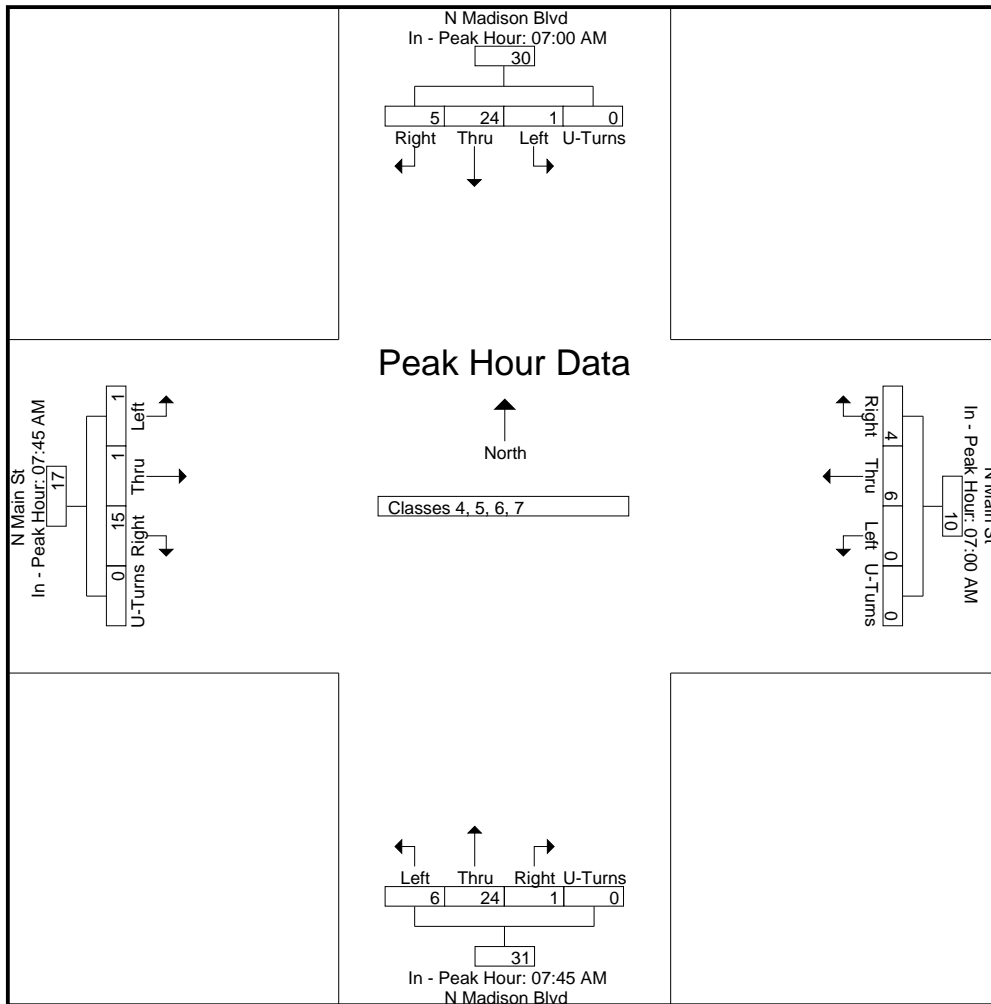 N Madison Blvd
In - Peak Hour: 07:00 AM
30
5 24 1 0
Right Thru Left U-Turns
Peak Hour Data
North
Classes 4, 5, 6, 7
N Main St
In - Peak Hour: 07:45 AM
17
1 1 15 0
Left Thru Right U-Turns
N Main St
In - Peak Hour: 07:00 AM
10
4 6 0 0
Right Thru Left U-Turns
Left Thru Right U-Turns
6 24 1 0
31
In - Peak Hour: 07:45 AM
N Madison Blvd